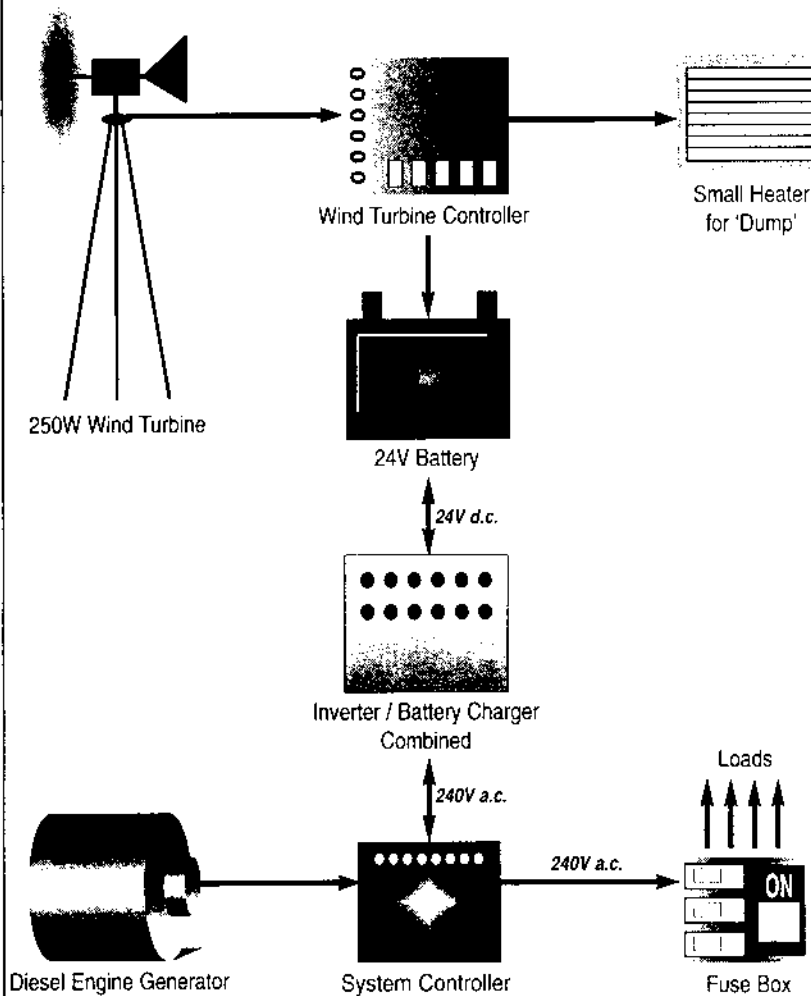 Wind Turbine Controller
Small Heater
for 'Dump'
250W Wind Turbine
24V Battery
24V d.c.
Inverter / Battery Charger
Combined
Loads
240V a.c.
240V a.c.
ON
Diesel Engine Generator
System Controller
Fuse Box